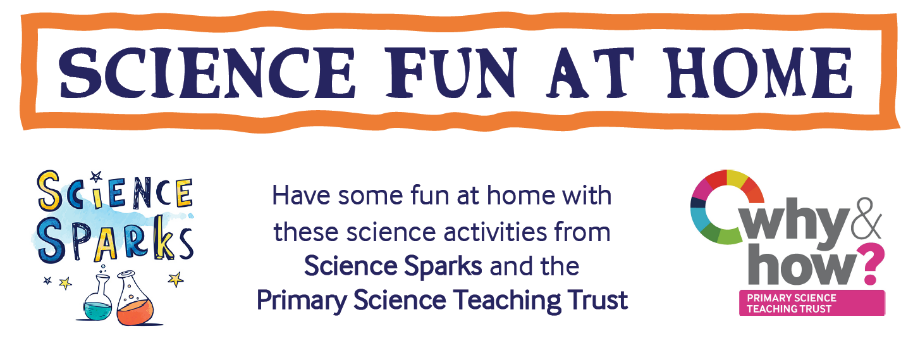 SCIENCE FUN AT HOME
SCiENCE
SPARkS
Have some fun at home with
these science activities from
Science Sparks and the
Primary Science Teaching Trust
why&
how?
PRIMARY SCIENCE
TEACHING TRUST